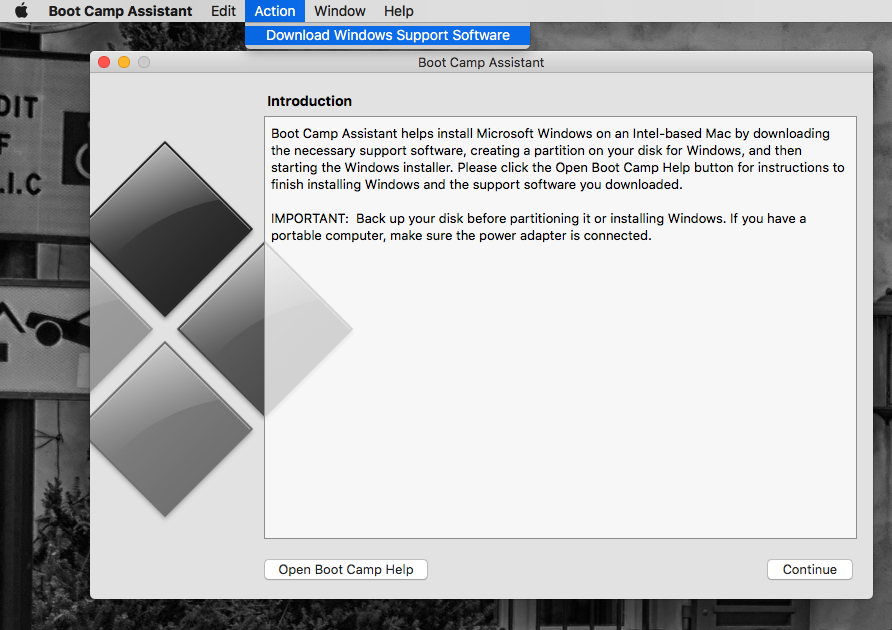 Boot Camp Assistant Edit Action Window Help
Download Windows Support Software
Boot Camp Assistant
Introduction
Boot Camp Assistant helps install Microsoft Windows on an Intel-based Mac by downloading
the necessary support software, creating a partition on your disk for Windows, and then
starting the Windows installer. Please click the Open Boot Camp Help button for instructions to
finish installing Windows and the support software you downloaded.
IMPORTANT:  Back up your disk before partitioning it or installing Windows. If you have a
portable computer, make sure the power adapter is connected.
Open Boot Camp Help
Continue